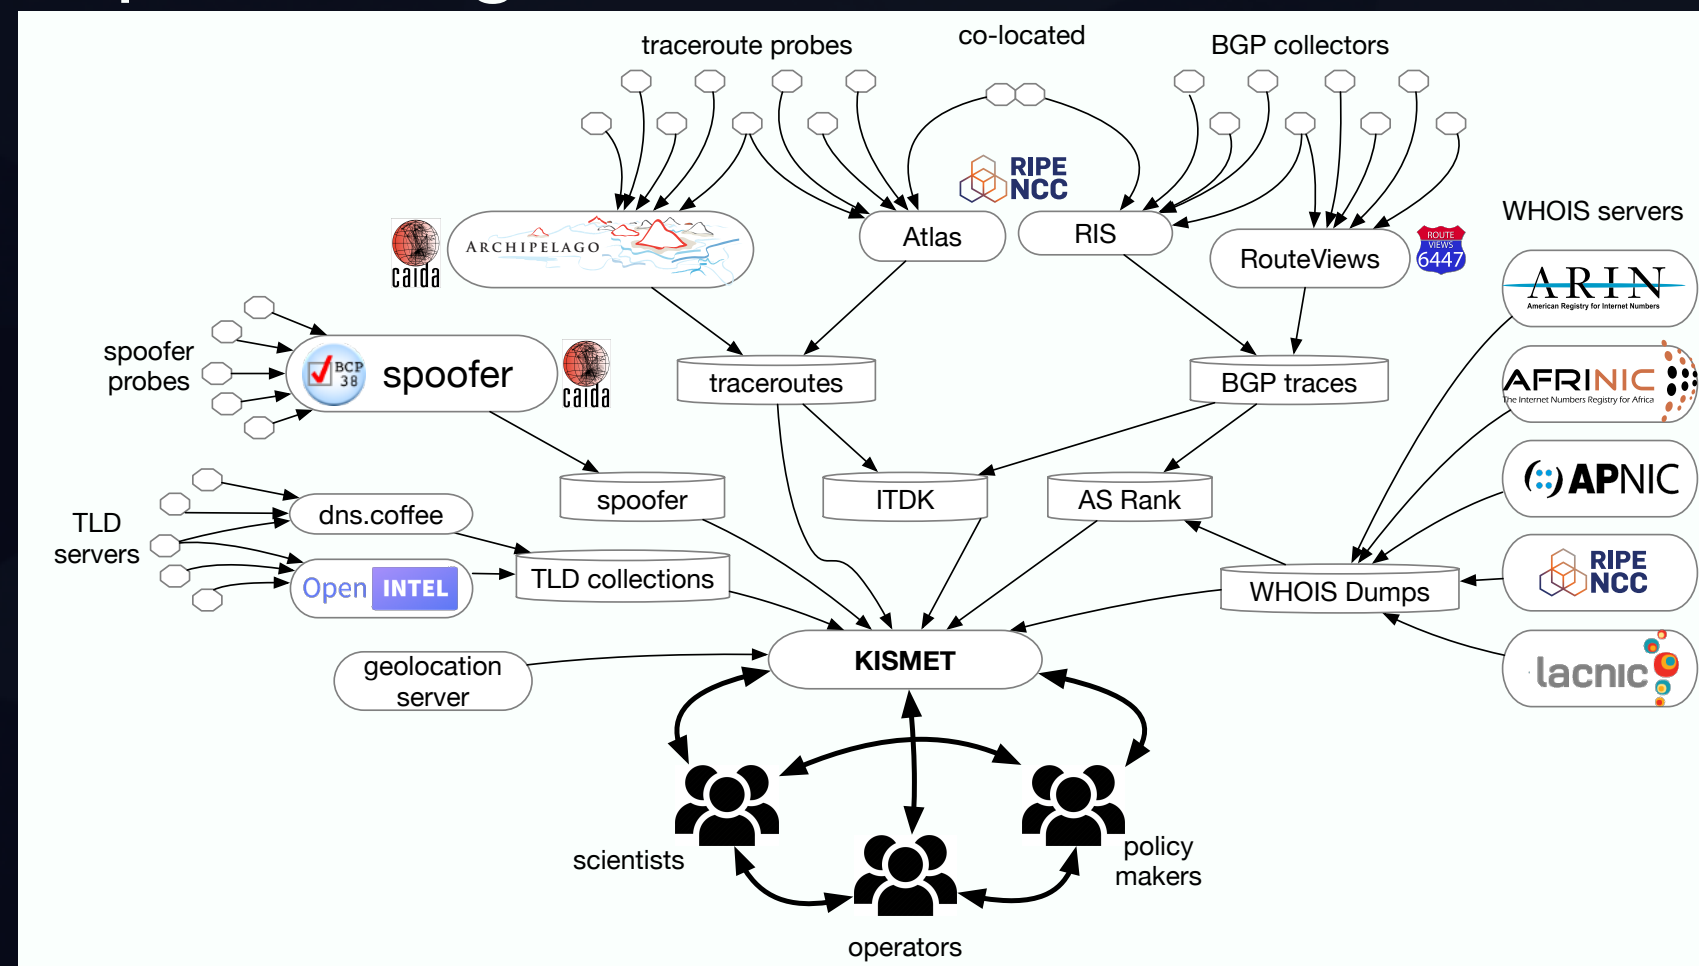 traceroute probes
co-located
BGP collectors
RIPE
NCC
WHOIS servers
caida
ARCHIPELAGO
Atlas
RIS
RouteViews
ROUTE
VIEWS
6447
ARIN
American Registry for Internet Numbers
spoofer
probes
BCP
38
spoofer
caida
traceroutes
BGP traces
AFRINIC
The Internet Numbers Registry for Africa
TLD
servers
dns.coffee
spoofer
ITDK
AS Rank
APNIC
Open INTEL
TLD collections
WHOIS Dumps
RIPE
NCC
geolocation
server
KISMET
lacnic
scientists
policy
makers
operators